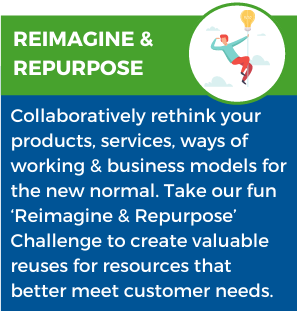 REIMAGINE &
REPURPOSE
Collaboratively rethink your
products, services, ways of
working & business models for
the new normal. Take our fun
‘Reimagine & Repurpose’
Challenge to create valuable
reuses for resources that
better meet customer needs.